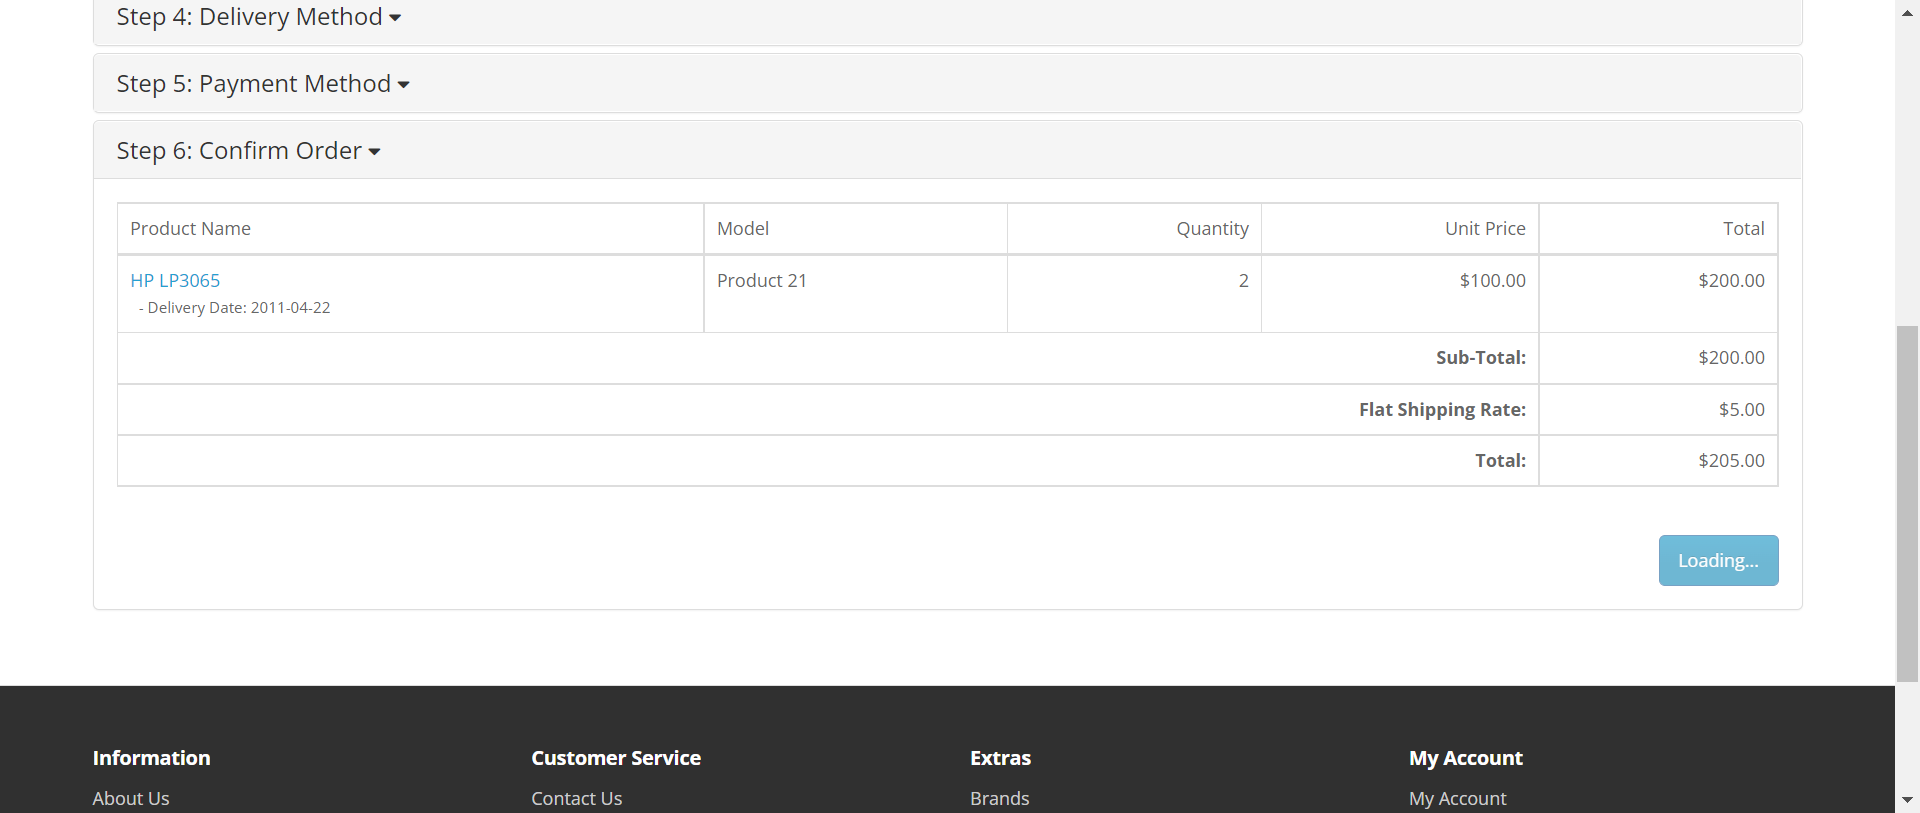 Step 4: Delivery Method
Step 5: Payment Method
Step 6: Confirm Order
Product Name Model Quantity Unit Price Total
HP LP3065 Product 21 2 $100.00 $200.00
- Delivery Date: 2011-04-22
Sub-Total: $200.00
Flat Shipping Rate: $5.00
Total: $205.00
Loading...
Information Customer Service Extras My Account
About Us Contact Us Brands My Account